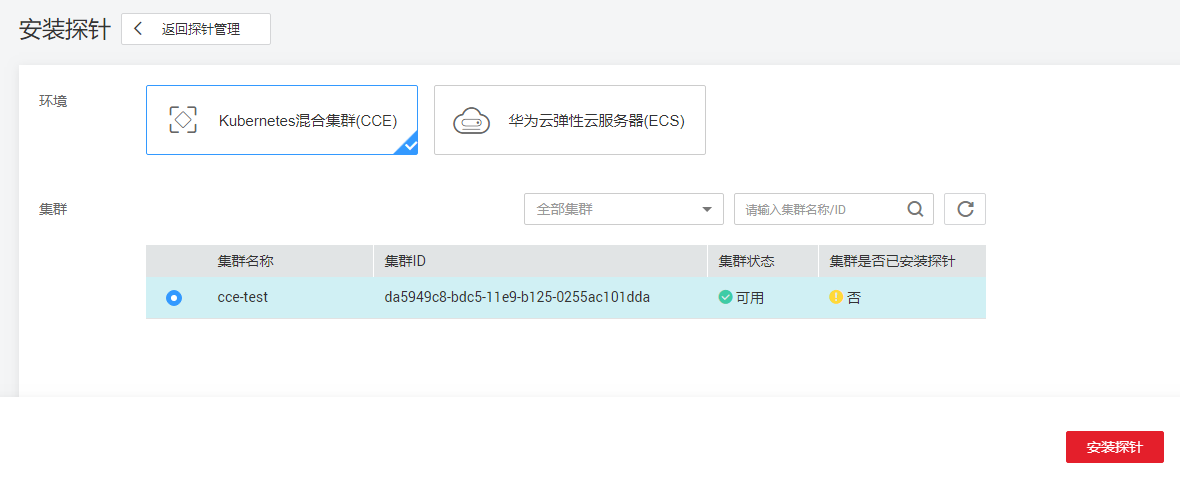 安装探针 返回探针管理
环境 Kubernetes混合集群(CCE) 华为云弹性云服务器(ECS)
集群 全部集群 请输入集群名称/ID
集群名称 集群ID 集群状态 集群是否已安装探针
cce-test da5949c8-bdc5-11e9-b125-0255ac101dda 可用 否
安装探针